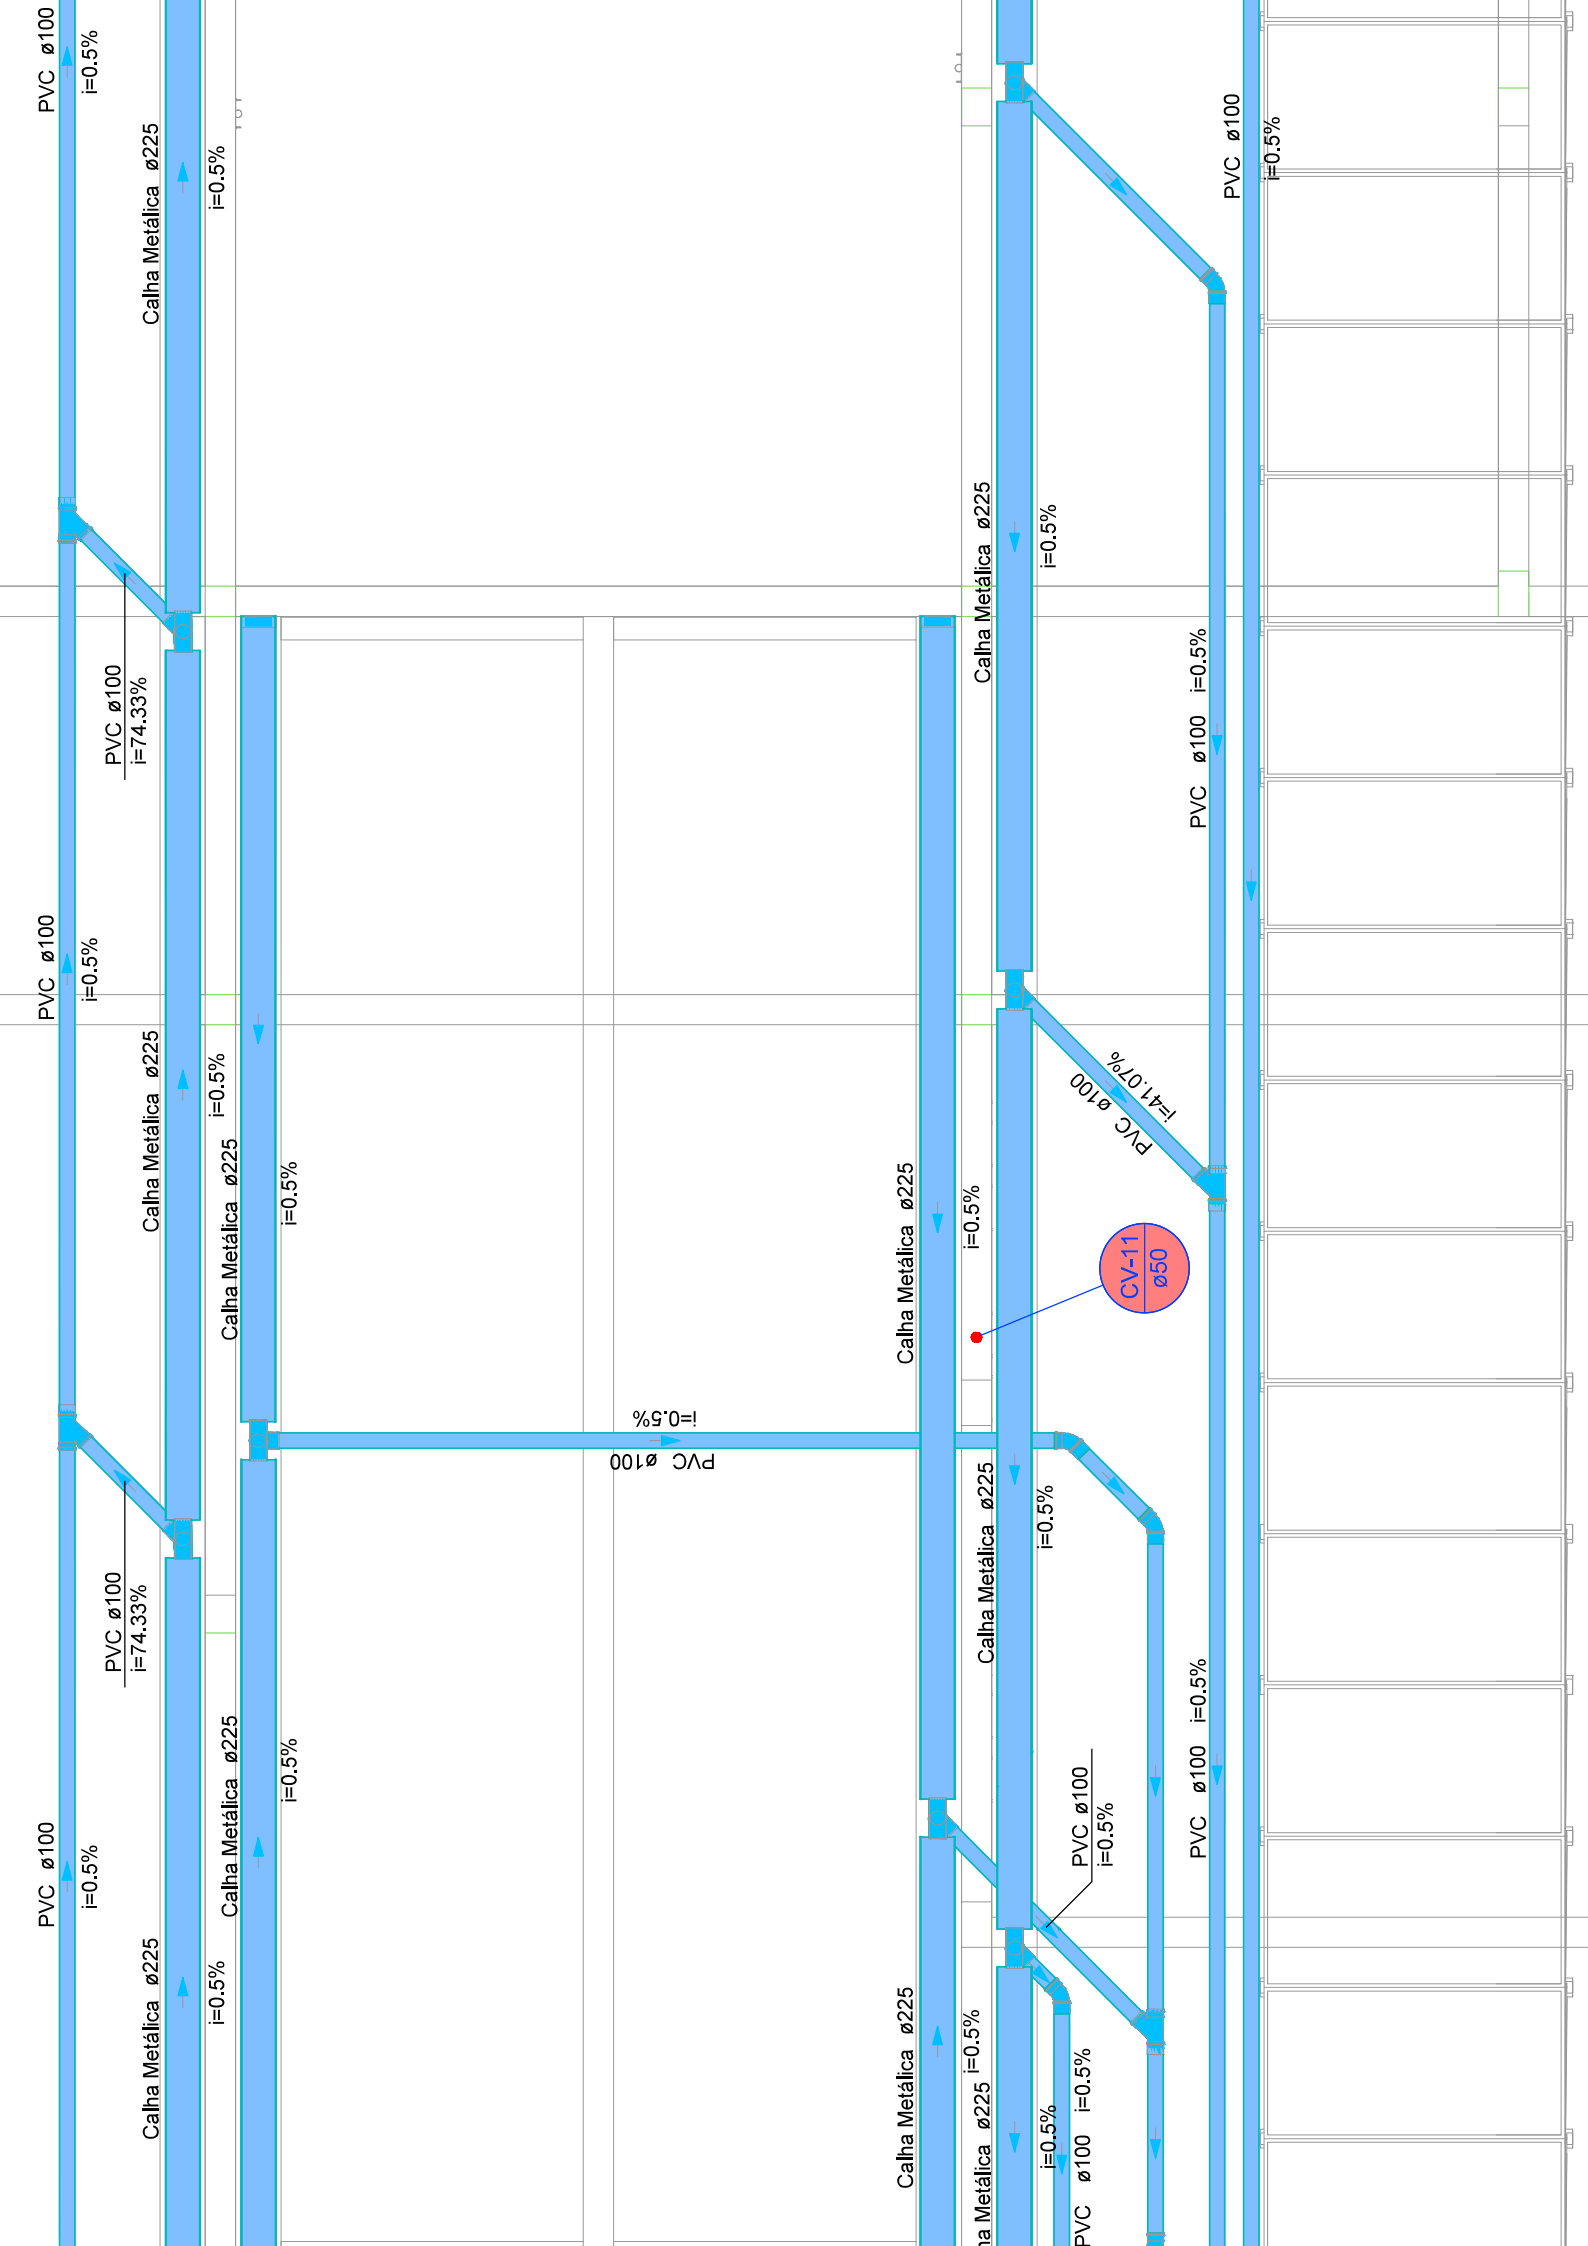 PVC ø100
i=0.5%
Calha Metálica ø225
i=0.5%
PVC ø100
i=0.5%
Calha Metálica ø225
i=0.5%
PVC ø100
i=74.33%
PVC ø100 i=0.5%
PVC ø100
i=0.5%
Calha Metálica ø225
i=0.5%
Calha Metálica ø225
i=0.5%
Calha Metálica ø225
i=0.5%
PVC ø100
i=41.07%
CV-11
ø50
i=0.5%
PVC ø100
Calha Metálica ø225
i=0.5%
PVC ø100
i=74.33%
Calha Metálica ø225
i=0.5%
PVC ø100
i=0.5%
PVC ø100 i=0.5%
PVC ø100
i=0.5%
Calha Metálica ø225
i=0.5%
Calha Metálica ø225
i=0.5%
ha Metálica ø225
i=0.5%
PVC ø100 i=0.5%